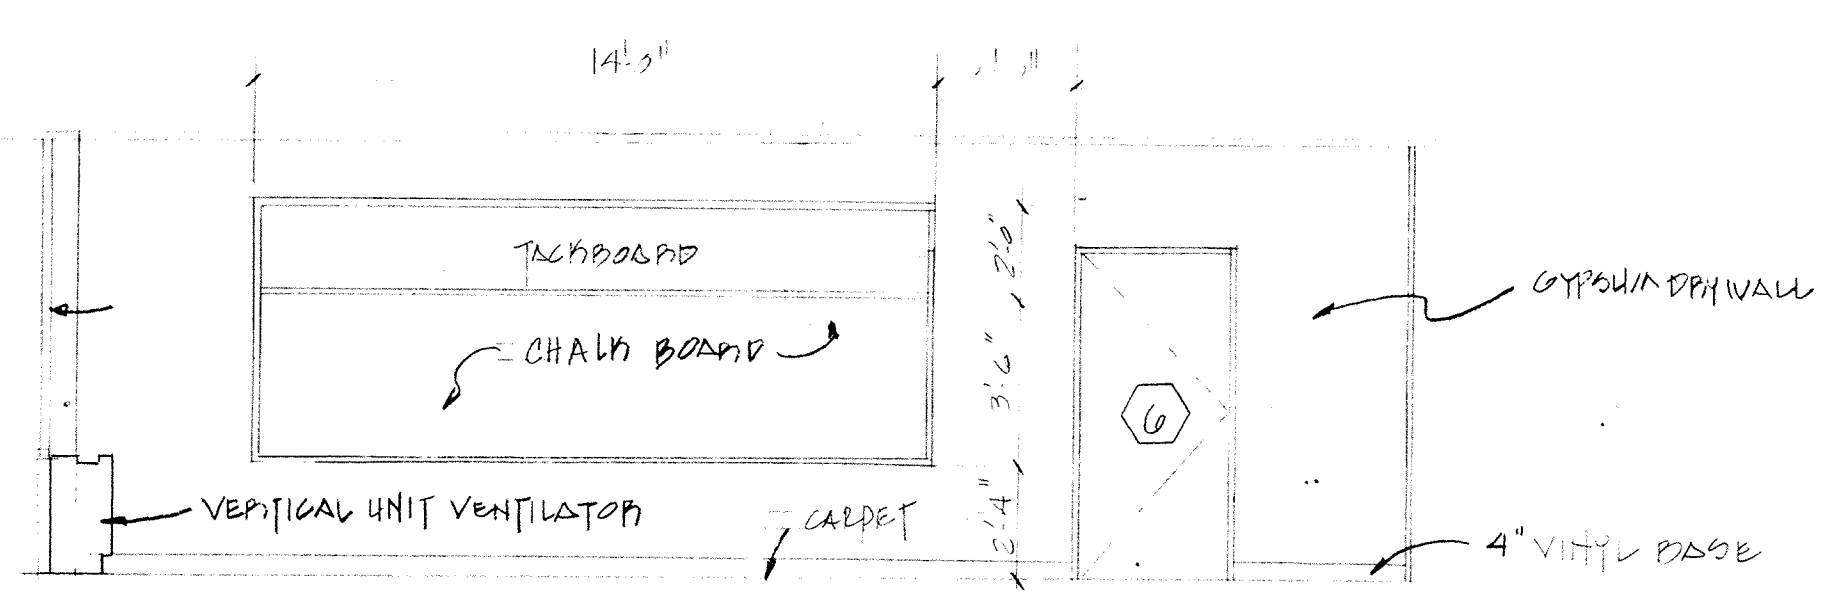 14'-0"
TACKBOARD
2'-0"
GYPSUM DRYWALL
CHALK BOARD
3'-6"
6
VERTICAL UNIT VENTILATOR
CARPET
2'-4"
4" VINYL BASE